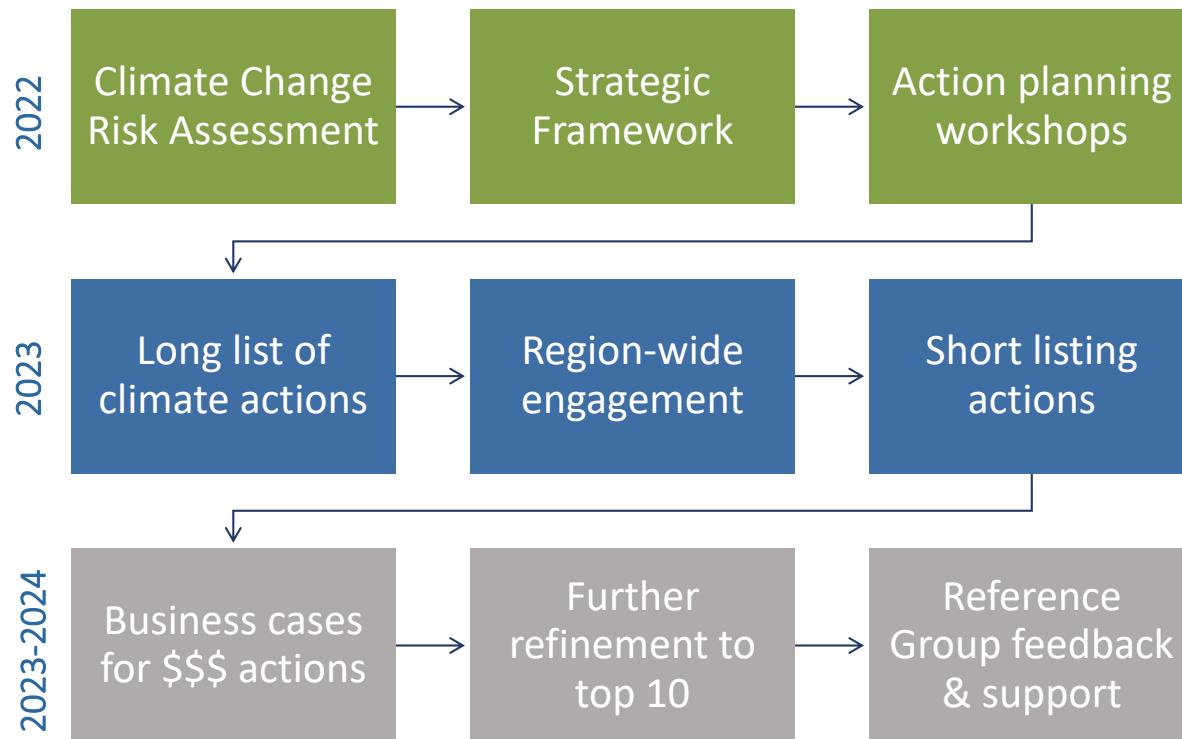 2022
Climate Change
Risk Assessment
Strategic
Framework
Action planning
workshops
2023
Long list of
climate actions
Region-wide
engagement
Short listing
actions
2023-2024
Business cases
for $$$ actions
Further
refinement to
top 10
Reference
Group feedback
& support